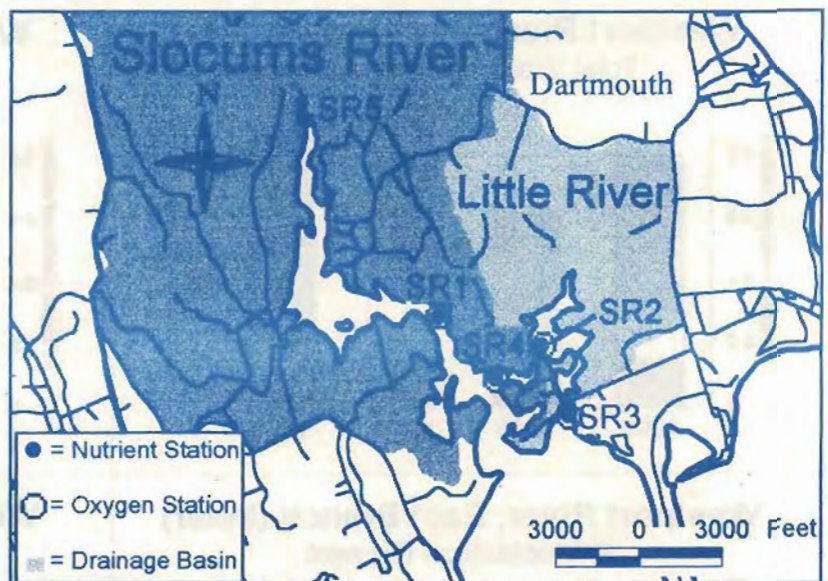 Slocums River
N
SR5
Dartmouth
Little River
SR1
SR2
SR4
SR3
= Nutrient Station
= Oxygen Station
= Drainage Basin
3000 0 3000 Feet